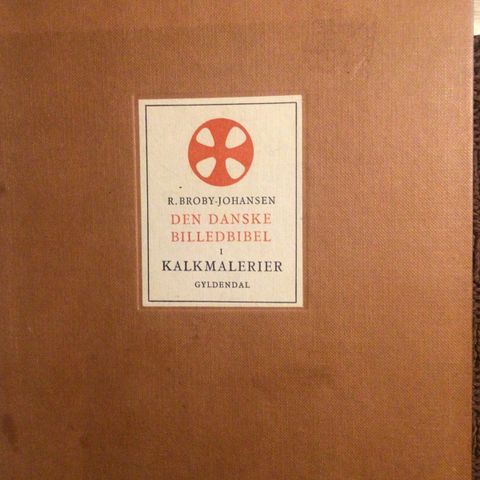 R. BROBY-JOHANSEN
DEN DANSKE
BILLEDBIBEL
I
KALKMALERIER
GYLDENDAL